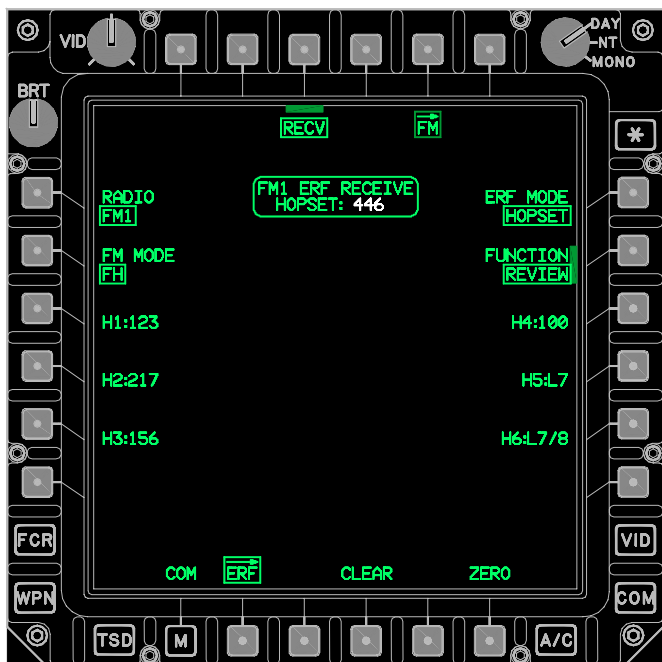 VID
DAY
NT
MONO
BRT
RECV
FM
*
RADIO
FM1
FM1 ERF RECEIVE
HOPSET: 446
ERF MODE
HOPSET
FM MODE
FH
FUNCTION
REVIEW
H1:123
H4:100
H2:217
H5:L7
H3:156
H6:L7/8
FCR
VID
COM
ERF
CLEAR
ZERO
WPN
COM
TSD
M
A/C